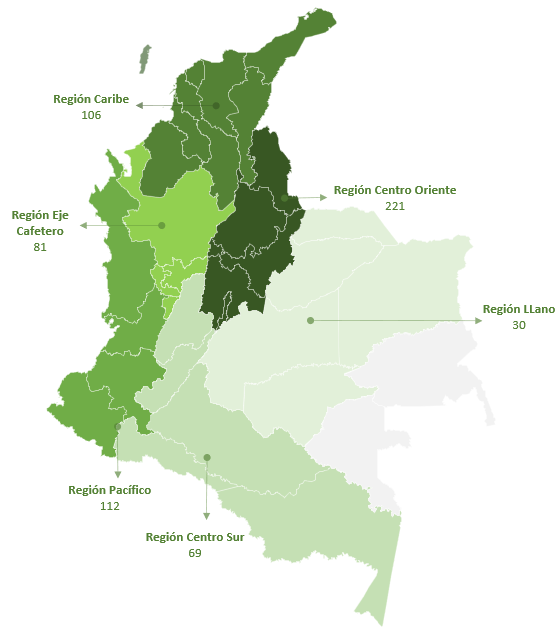 Región Caribe
106
Región Centro Oriente
221
Región Eje
Cafetero
81
Región LLano
30
Región Pacífico
112
Región Centro Sur
69